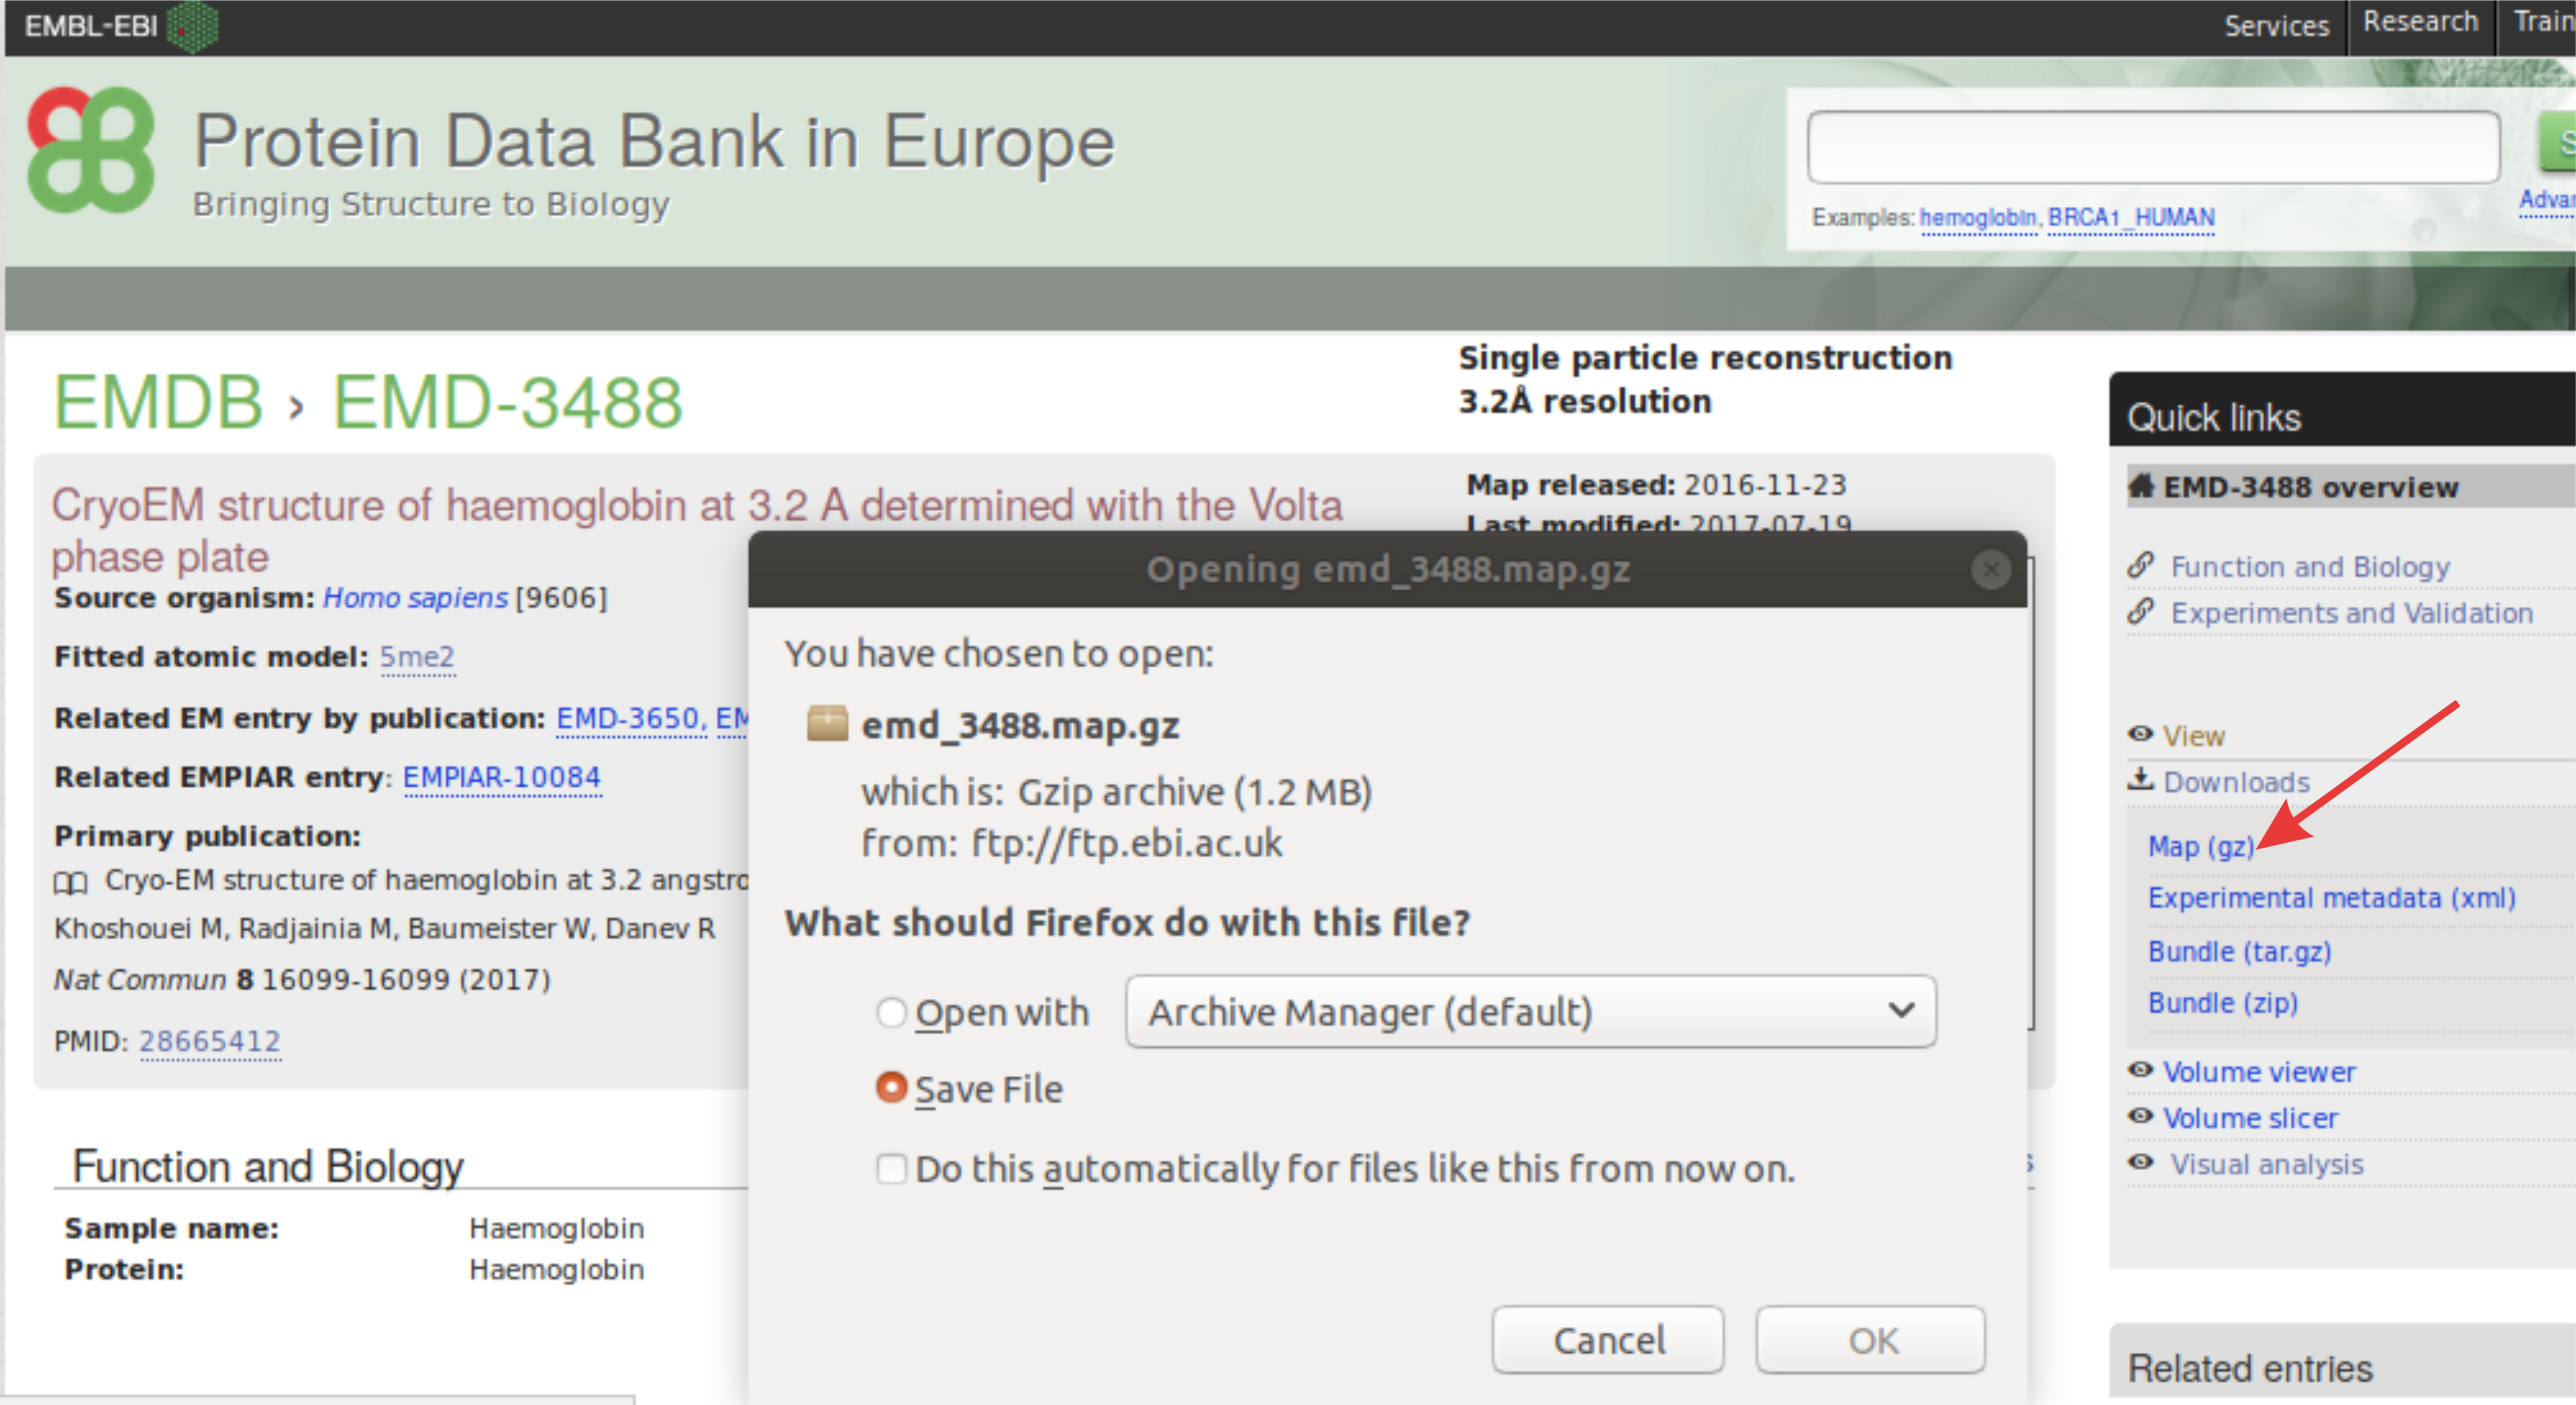 EMBL-EBI
Services
Research
Protein Data Bank in Europe
Bringing Structure to Biology
Examples: hemoglobin, BRCA1_HUMAN
EMDB › EMD-3488
Single particle reconstruction
3.2Å resolution
CryoEM structure of haemoglobin at 3.2 A determined with the Volta
phase plate
Map released: 2016-11-23
Last modified: 2017-07-19
Source organism: Homo sapiens [9606]
Fitted atomic model: 5me2
Related EM entry by publication: EMD-3650,
Related EMPIAR entry: EMPIAR-10084
Primary publication:
Cryo-EM structure of haemoglobin at 3.2
Khoshouei M, Radjainia M, Baumeister W, Danev R
Nat Commun 8 16099-16099 (2017)
PMID: 28665412
Function and Biology
Sample name: Haemoglobin
Protein: Haemoglobin
Opening emd_3488.map.gz
You have chosen to open:
emd_3488.map.gz
which is: Gzip archive (1.2 MB)
from: ftp://ftp.ebi.ac.uk
What should Firefox do with this file?
Open with Archive Manager (default)
Save File
Do this automatically for files like this from now on.
Cancel
OK
Quick links
EMD-3488 overview
Function and Biology
Experiments and Validation
View
Downloads
Map (gz)
Experimental metadata (xml)
Bundle (tar.gz)
Bundle (zip)
Volume viewer
Volume slicer
Visual analysis
Related entries